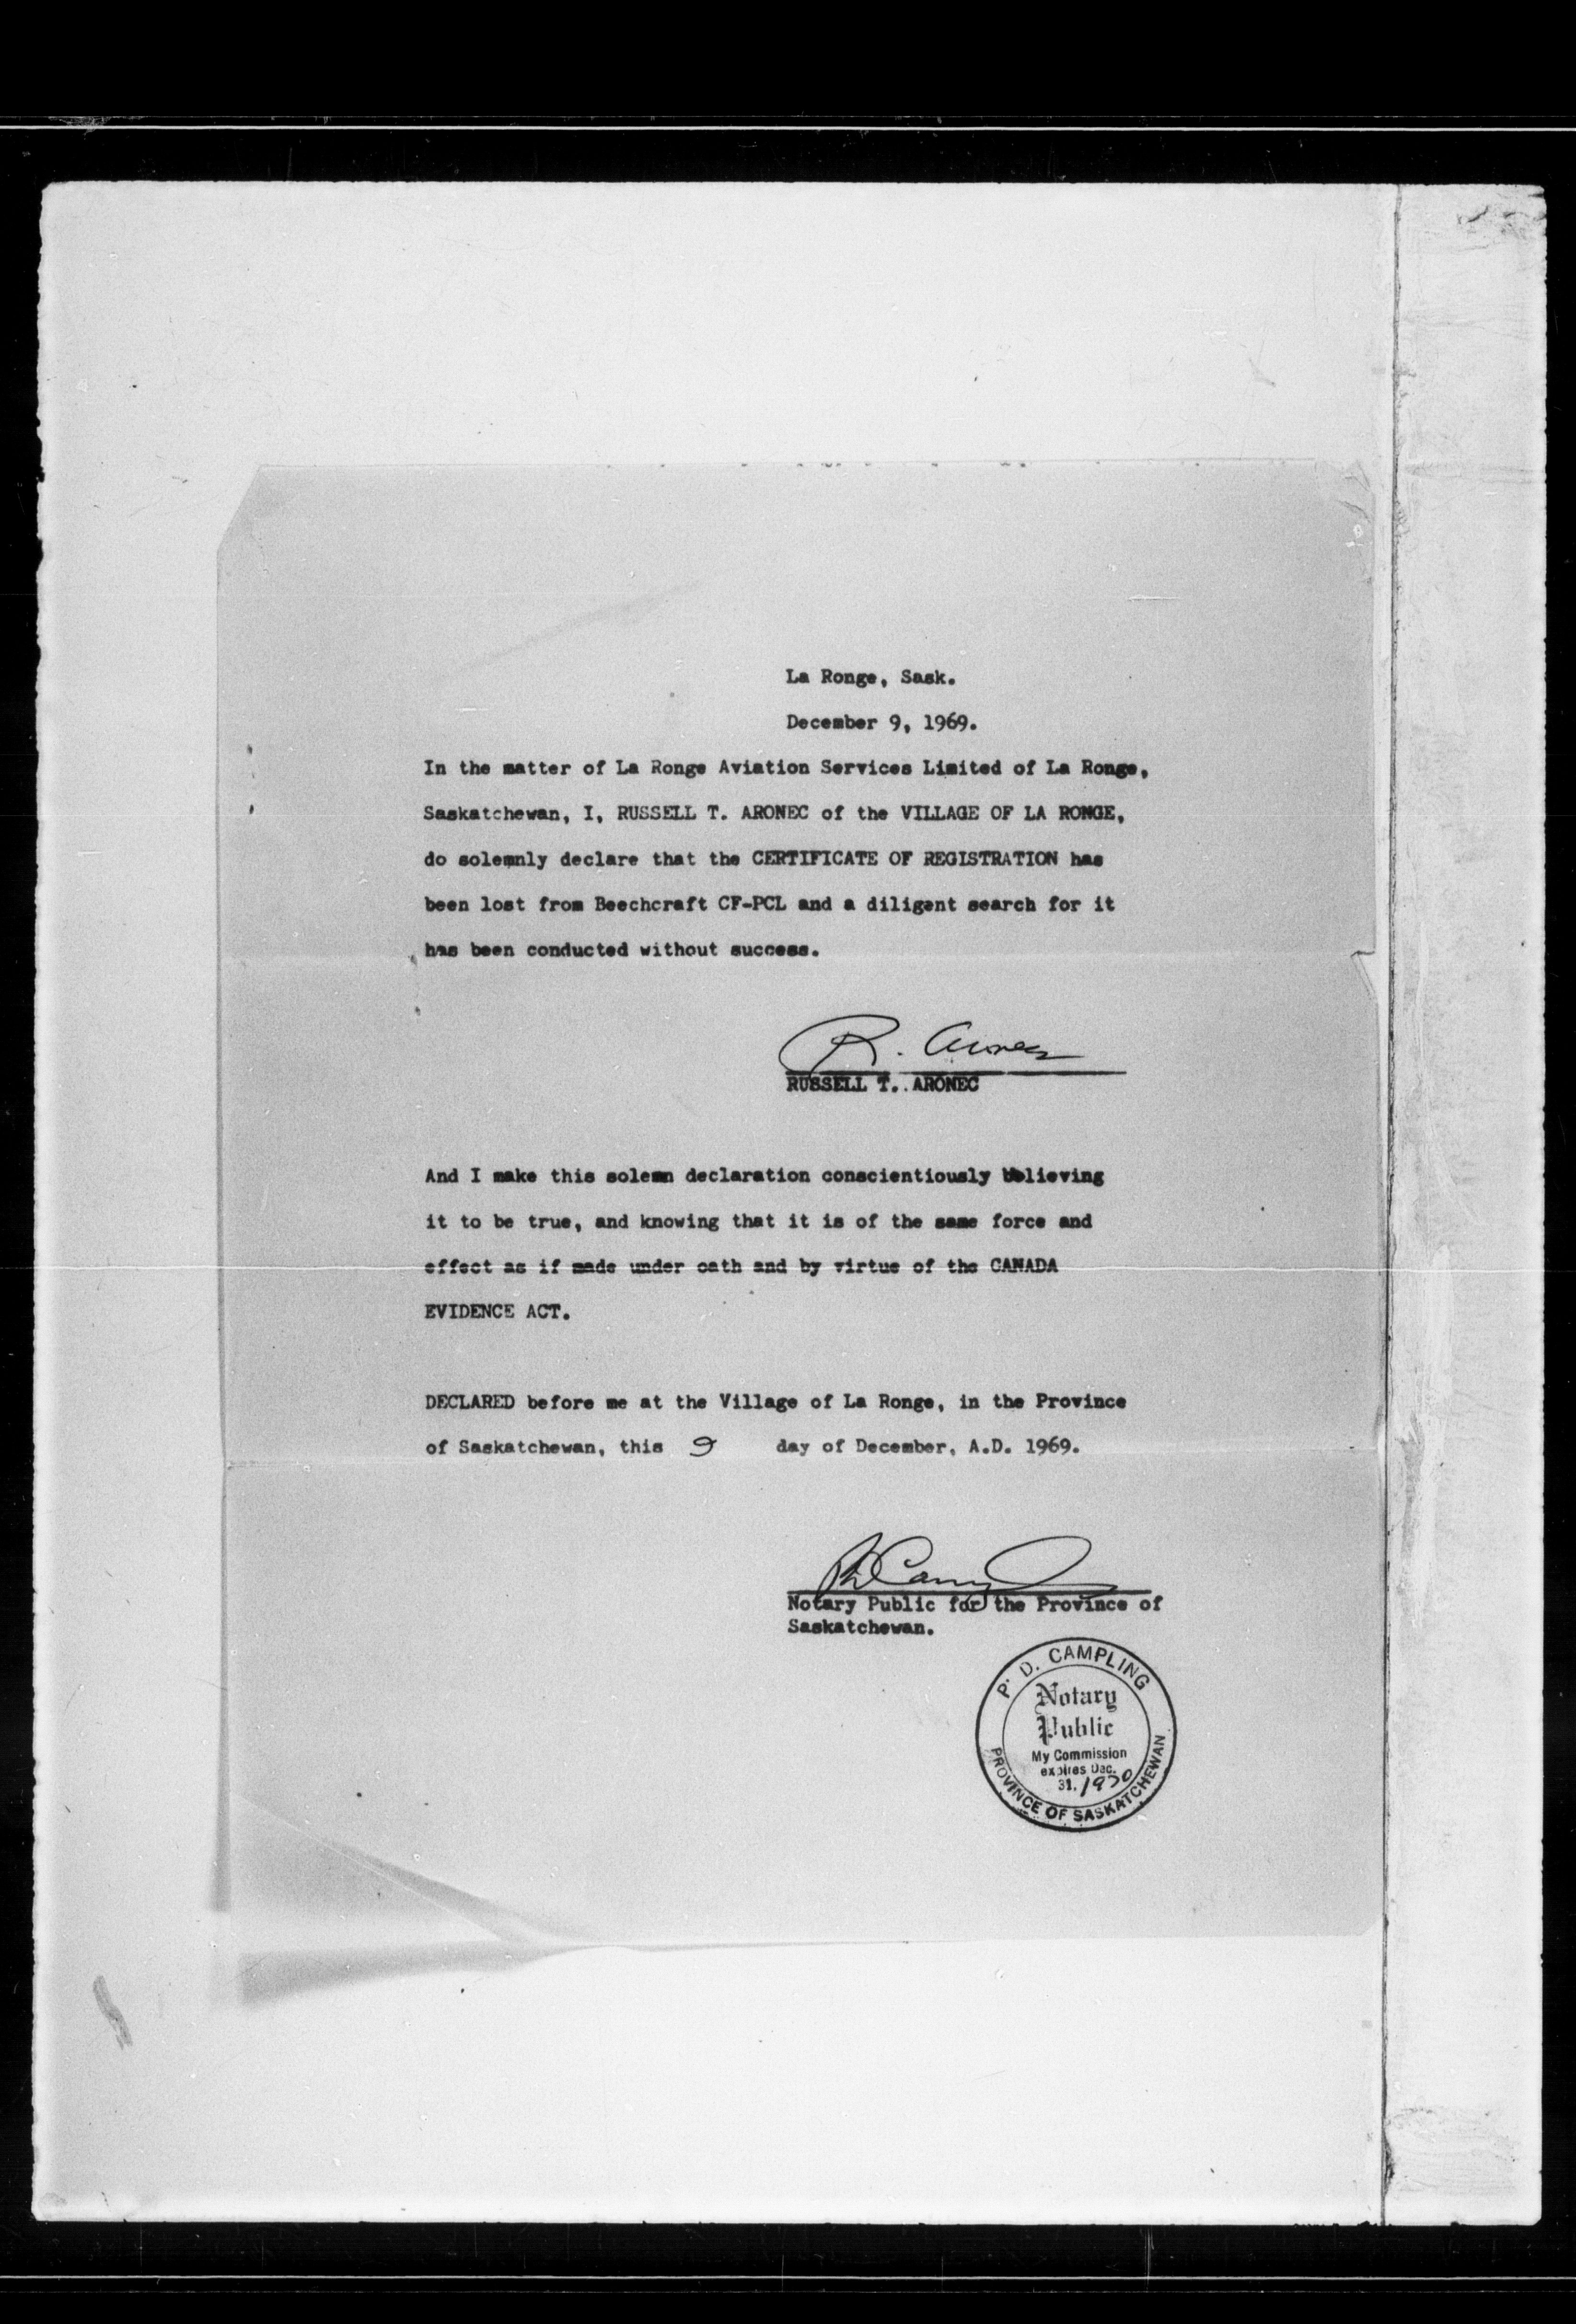 La Ronge, Sask.
December 9, 1969.
In the matter of La Ronge Aviation Services Limited of La Ronge,
Saskatchewan, I, RUSSELL T. ARONEC of the VILLAGE OF LA RONGE,
do solemnly declare that the CERTIFICATE OF REGISTRATION has
been lost from Beechcraft CF-PCL and a diligent search for it
has been conducted without success.
R. Aronec
RUSSELL T. ARONEC
And I make this solemn declaration conscientiously believing
it to be true, and knowing that it is of the same force and
effect as if made under oath and by virtue of the CANADA
EVIDENCE ACT.
DECLARED before me at the Village of La Ronge, in the Province
of Saskatchewan, this 9 day of December, A.D. 1969.
Notary Public for the Province of
Saskatchewan.
P. D. CAMPLING
Notary
Public
My Commission
expires Dec.
31, 1970
PROVINCE OF SASKATCHEWAN